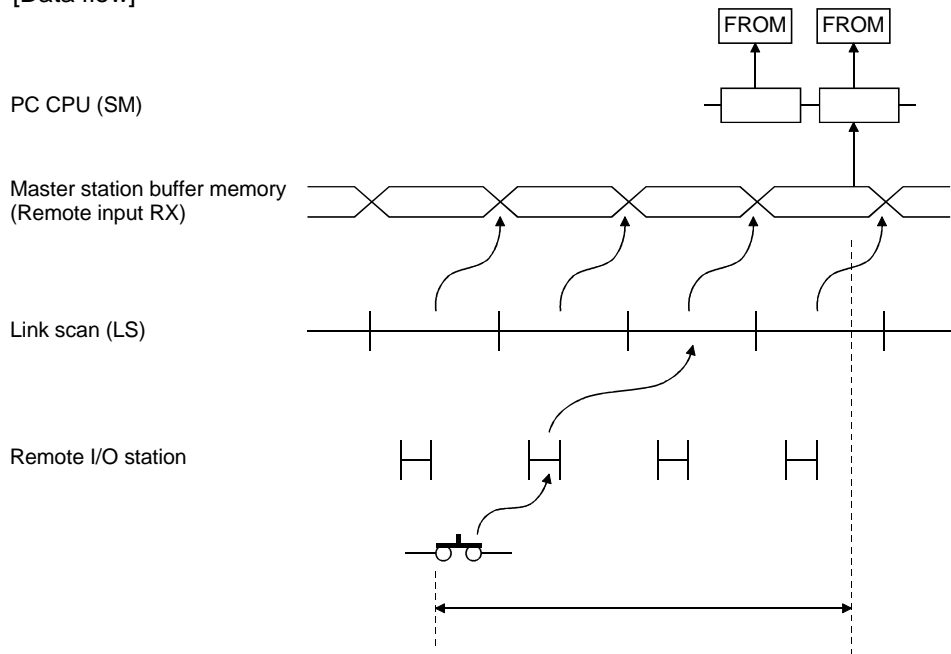 [Data flow]
FROM FROM
PC CPU (SM)
Master station buffer memory
(Remote input RX)
Link scan (LS)
Remote I/O station